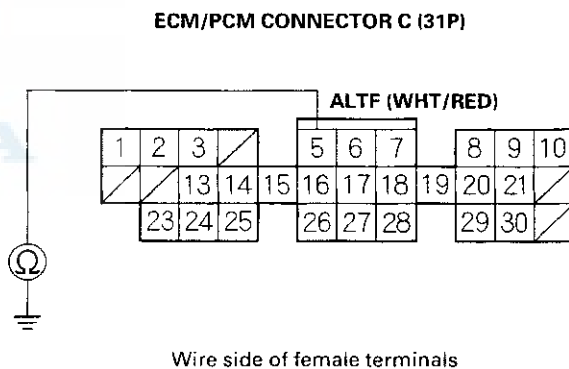 ECM/PCM CONNECTOR C (31P)
ALTF (WHT/RED)
1 2 3 5 6 7 8 9 10
13 14 15 16 17 18 19 20 21
23 24 25 26 27 28 29 30
Ω
Wire side of female terminals